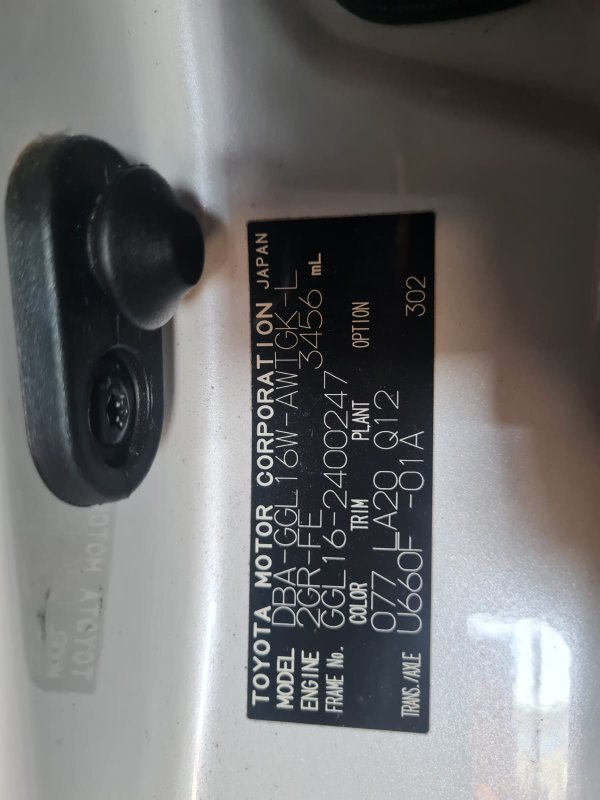 TOYOTA MOTOR CORPORATION JAPAN
MODEL DBA-GGL16W-AWTGK-L
ENGINE 2GR-FE 3456 mL
FRAME No. GGL16-2400247
COLOR TRIM PLANT OPTION
077 LA20 Q12
TRANS./AXLE U660F -01A 302